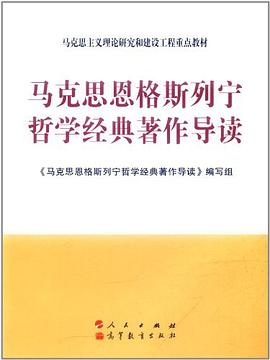 马克思主义理论研究和建设工程重点教材
马克思恩格斯列宁
哲学经典著作导读
《马克思恩格斯列宁哲学经典著作导读》编写组
人民出版社
高等教育出版社